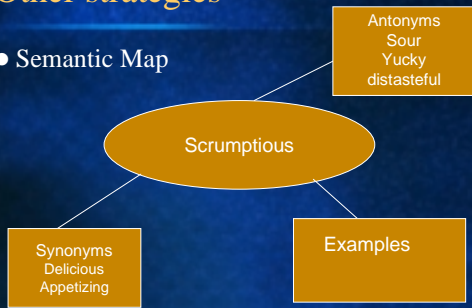 Other strategies
Semantic Map
Antonyms
Sour
Yucky
distasteful
Scrumptious
Synonyms
Delicious
Appetizing
Examples